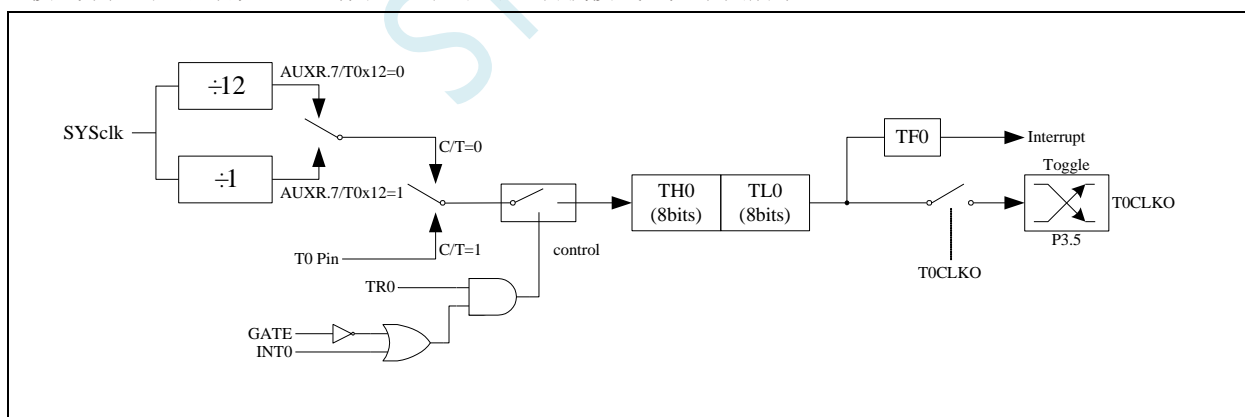 ÷12
AUXR.7/T0x12=0
SYSclk
÷1
AUXR.7/T0x12=1
C/T=0
C/T=1
T0 Pin
control
TR0
GATE
INT0
TH0
(8bits)
TL0
(8bits)
TF0
Interrupt
Toggle
T0CLKO
P3.5
T0CLKO